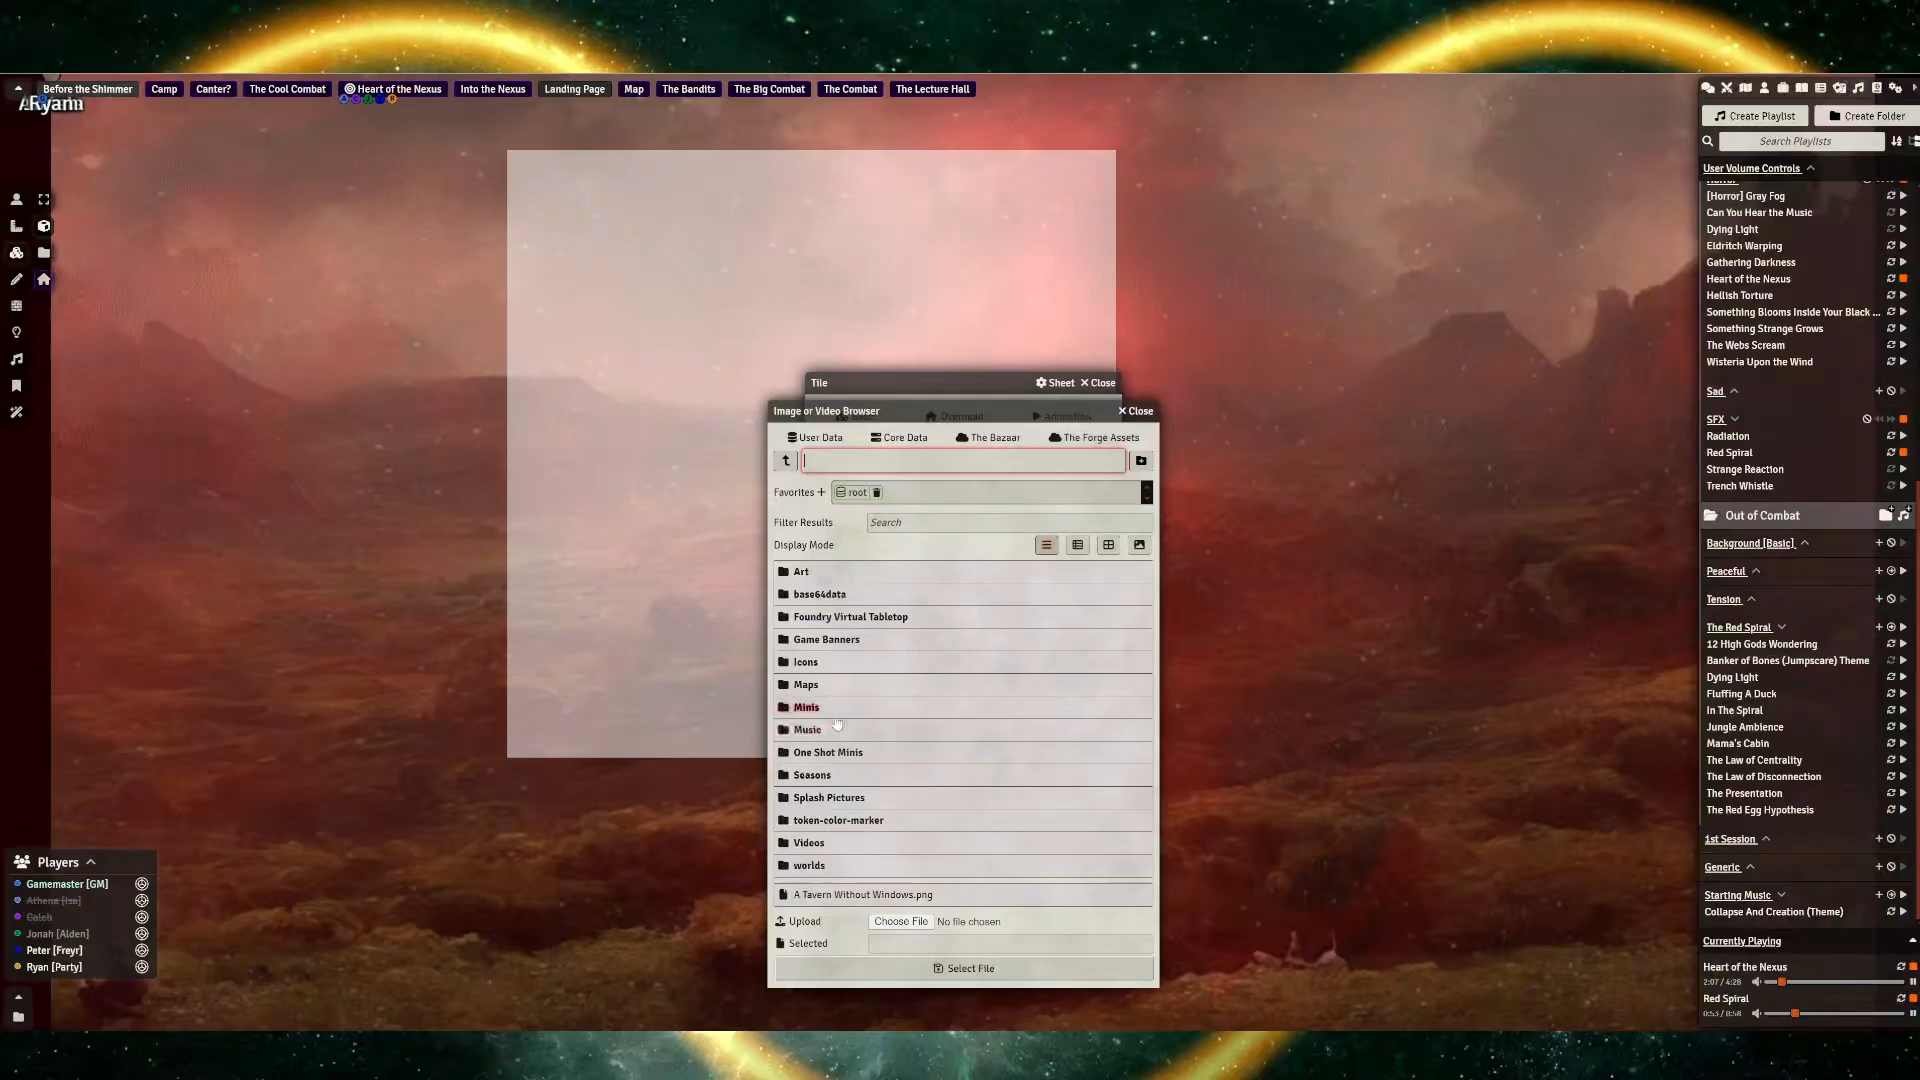 Before the Shimmer
Camp
Canter?
The Cool Combat
Heart of the Nexus
Into the Nexus
Landing Page
Map
The Bandits
The Big Combat
The Combat
The Lecture Hall
Create Playlist
Create Folder
Search Playlists
User Volume Controls
[Horror] Gray Fog
Can You Hear the Music
Dying Light
Eldritch Warping
Gathering Darkness
Heart of the Nexus
Hellish Torture
Something Blooms Inside Your Black ...
Something Strange Grows
The Webs Scream
Wisteria Upon the Wind
Sad
SFX
Radiation
Red Spiral
Strange Reaction
Trench Whistle
Out of Combat
Background [Basic]
Peaceful
Tension
The Red Spiral
12 High Gods Wondering
Banker of Bones (Jumpscare) Theme
Dying Light
Fluffing A Duck
In The Spiral
Jungle Ambience
Mama's Cabin
The Law of Centrality
The Law of Disconnection
The Presentation
The Red Egg Hypothesis
1st Session
Generic
Starting Music
Collapse And Creation (Theme)
Currently Playing
Heart of the Nexus
2:07 / 4:28
Red Spiral
0:53 / 0:58
Tile
Sheet
Close
Overhead
Animation
Image or Video Browser
Close
User Data
Core Data
The Bazaar
The Forge Assets
Favorites +
root
Filter Results
Search
Display Mode
Art
base64data
Foundry Virtual Tabletop
Game Banners
Icons
Maps
Minis
Music
One Shot Minis
Seasons
Splash Pictures
token-color-marker
Videos
worlds
A Tavern Without Windows.png
Upload
Choose File
No file chosen
Selected
Select File
Players
Gamemaster [GM]
Athena [Isa]
Caleb
Jonah [Alden]
Peter [Freyr]
Ryan [Party]